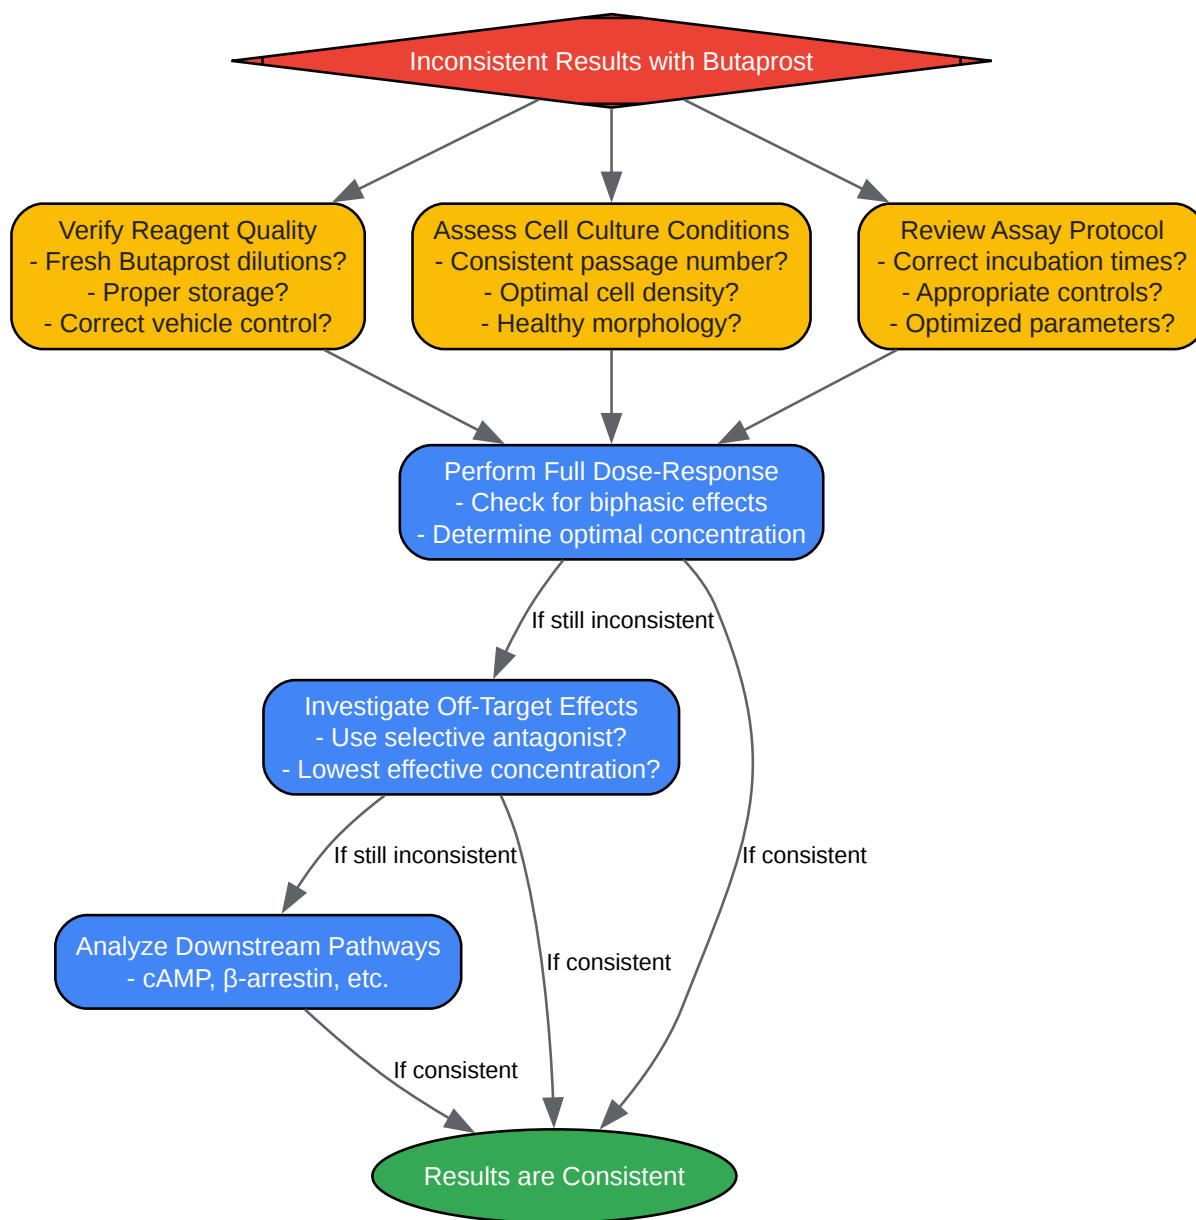 Inconsistent Results with Butaprost
Verify Reagent Quality
- Fresh Butaprost dilutions?
- Proper storage?
- Correct vehicle control?
Assess Cell Culture Conditions
- Consistent passage number?
- Optimal cell density?
- Healthy morphology?
Review Assay Protocol
- Correct incubation times?
- Appropriate controls?
- Optimized parameters?
Perform Full Dose-Response
- Check for biphasic effects
- Determine optimal concentration
If still inconsistent
Investigate Off-Target Effects
- Use selective antagonist?
- Lowest effective concentration?
If still inconsistent
If consistent
Analyze Downstream Pathways
- cAMP, β-arrestin, etc.
If consistent
If consistent
Results are Consistent